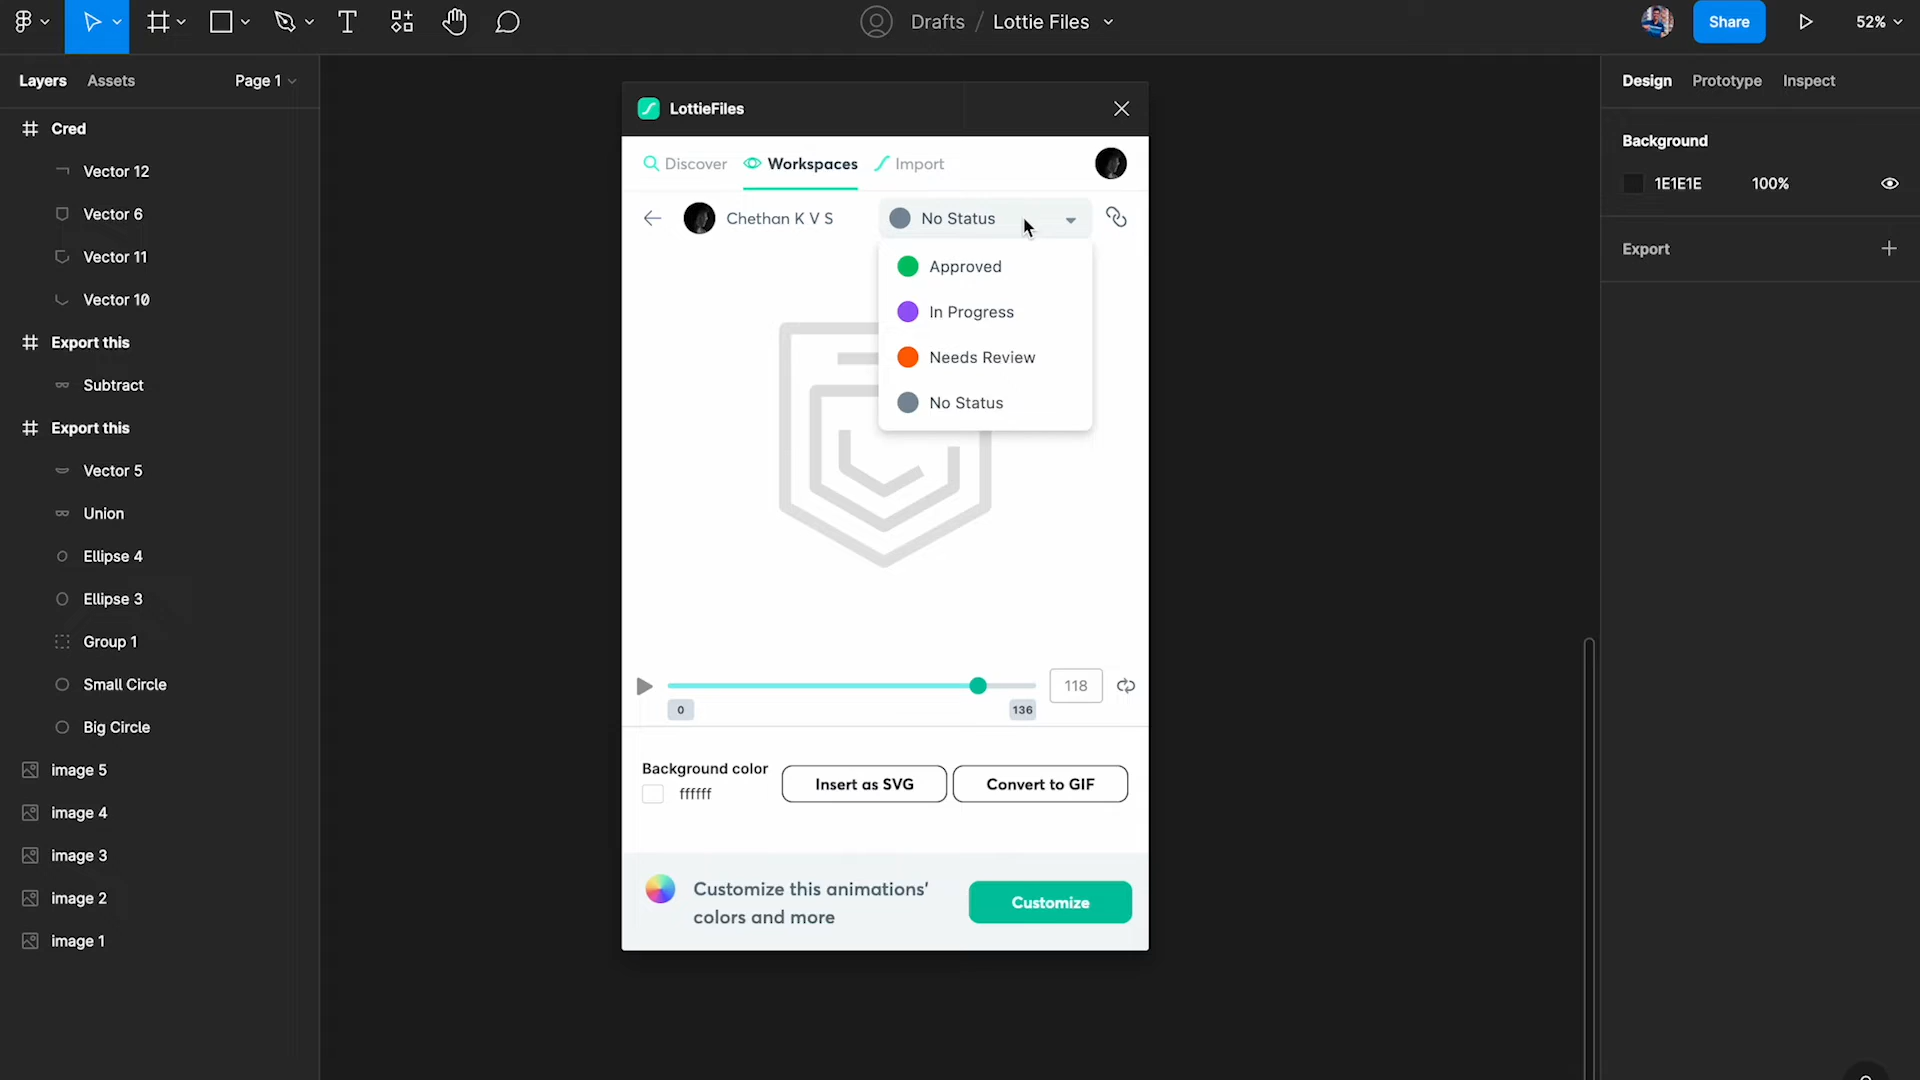 Drafts / Lottie Files
Share
52%
Layers
Assets
Page 1
Cred
Vector 12
Vector 6
Vector 11
Vector 10
Export this
Subtract
Export this
Vector 5
Union
Ellipse 4
Ellipse 3
Group 1
Small Circle
Big Circle
image 5
image 4
image 3
image 2
image 1
LottieFiles
Discover
Workspaces
Import
Chethan K V S
No Status
Approved
In Progress
Needs Review
No Status
118
0
136
Background color
ffffff
Insert as SVG
Convert to GIF
Customize this animations'
colors and more
Customize
Design
Prototype
Inspect
Background
1E1E1E
100%
Export